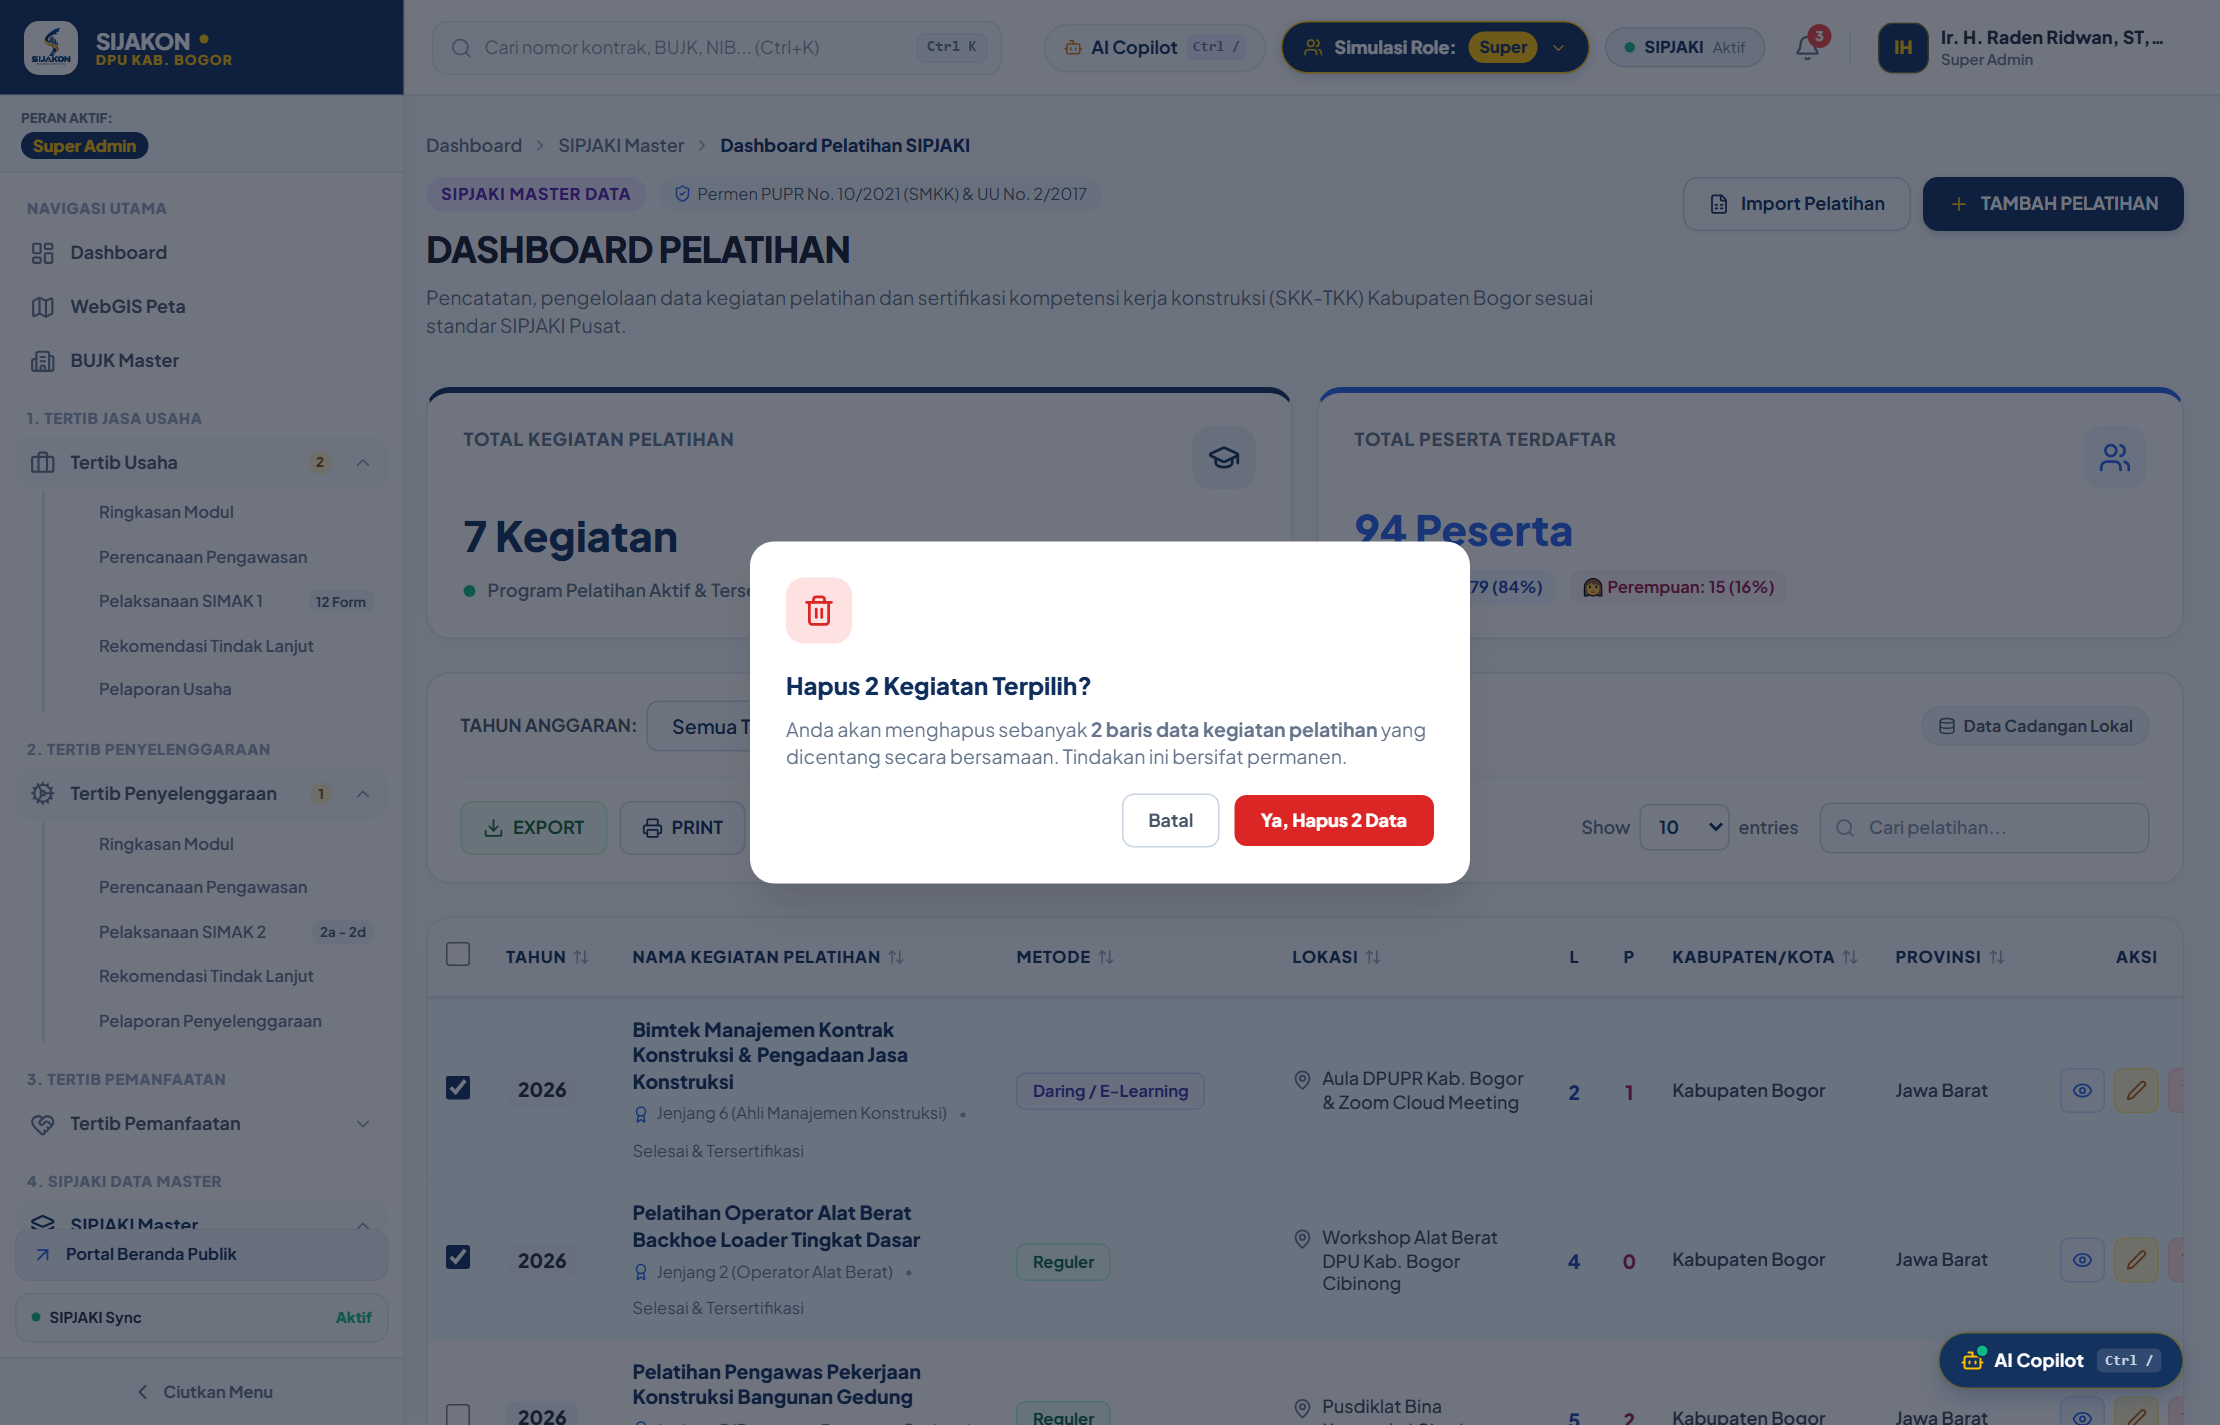 SIJAKON
DPU KAB. BOGOR
SIJAKON
Cari nomor kontrak, BUJK, NIB... (Ctrl+K)
Ctrl K
AI Copilot
Ctrl /
Simulasi Role:
Super
SIPJAKI Aktif
3
IH
Ir. H. Raden Ridwan, ST,...
Super Admin
PERAN AKTIF:
Super Admin
NAVIGASI UTAMA
Dashboard
WebGIS Peta
BUJK Master
1. TERTIB JASA USAHA
Tertib Usaha
2
Ringkasan Modul
Perencanaan Pengawasan
Pelaksanaan SIMAK 1
12 Form
Rekomendasi Tindak Lanjut
Pelaporan Usaha
2. TERTIB PENYELENGGARAAN
Tertib Penyelenggaraan
1
Ringkasan Modul
Perencanaan Pengawasan
Pelaksanaan SIMAK 2
2a - 2d
Rekomendasi Tindak Lanjut
Pelaporan Penyelenggaraan
3. TERTIB PEMANFAATAN
Tertib Pemanfaatan
4. SIPJAKI DATA MASTER
SIPJAKI Master
Portal Beranda Publik
SIPJAKI Sync
Aktif
Ciutkan Menu
Dashboard
SIPJAKI Master
Dashboard Pelatihan SIPJAKI
SIPJAKI MASTER DATA
Permen PUPR No. 10/2021 (SMKK) & UU No. 2/2017
DASHBOARD PELATIHAN
Pencatatan, pengelolaan data kegiatan pelatihan dan sertifikasi kompetensi kerja konstruksi (SKK-TKK) Kabupaten Bogor sesuai
standar SIPJAKI Pusat.
Import Pelatihan
TAMBAH PELATIHAN
TOTAL KEGIATAN PELATIHAN
7 Kegiatan
Program Pelatihan Aktif &
TOTAL PESERTA TERDAFTAR
94 Peserta
79 (84%)
Perempuan: 15 (16%)
Hapus 2 Kegiatan Terpilih?
Anda akan menghapus sebanyak 2 baris data kegiatan pelatihan yang
dicentang secara bersamaan. Tindakan ini bersifat permanen.
Batal
Ya, Hapus 2 Data
TAHUN ANGGARAN:
Semua
Data Cadangan Lokal
EXPORT
PRINT
Show
10
entries
Cari pelatihan...
TAHUN
NAMA KEGIATAN PELATIHAN
METODE
LOKASI
L
P
KABUPATEN/KOTA
PROVINSI
AKSI
2026
Bimtek Manajemen Kontrak
Konstruksi & Pengadaan Jasa
Konstruksi
Jenjang 6 (Ahli Manajemen Konstruksi) •
Selesai & Tersertifikasi
Daring / E-Learning
Aula DPUPR Kab. Bogor
& Zoom Cloud Meeting
2
1
Kabupaten Bogor
Jawa Barat
2026
Pelatihan Operator Alat Berat
Backhoe Loader Tingkat Dasar
Jenjang 2 (Operator Alat Berat) •
Selesai & Tersertifikasi
Reguler
Workshop Alat Berat
DPU Kab. Bogor
Cibinong
4
0
Kabupaten Bogor
Jawa Barat
2026
Pelatihan Pengawas Pekerjaan
Konstruksi Bangunan Gedung
Reguler
Pusdiklat Bina
5
2
Kabupaten Bogor
Jawa Barat
AI Copilot
Ctrl /